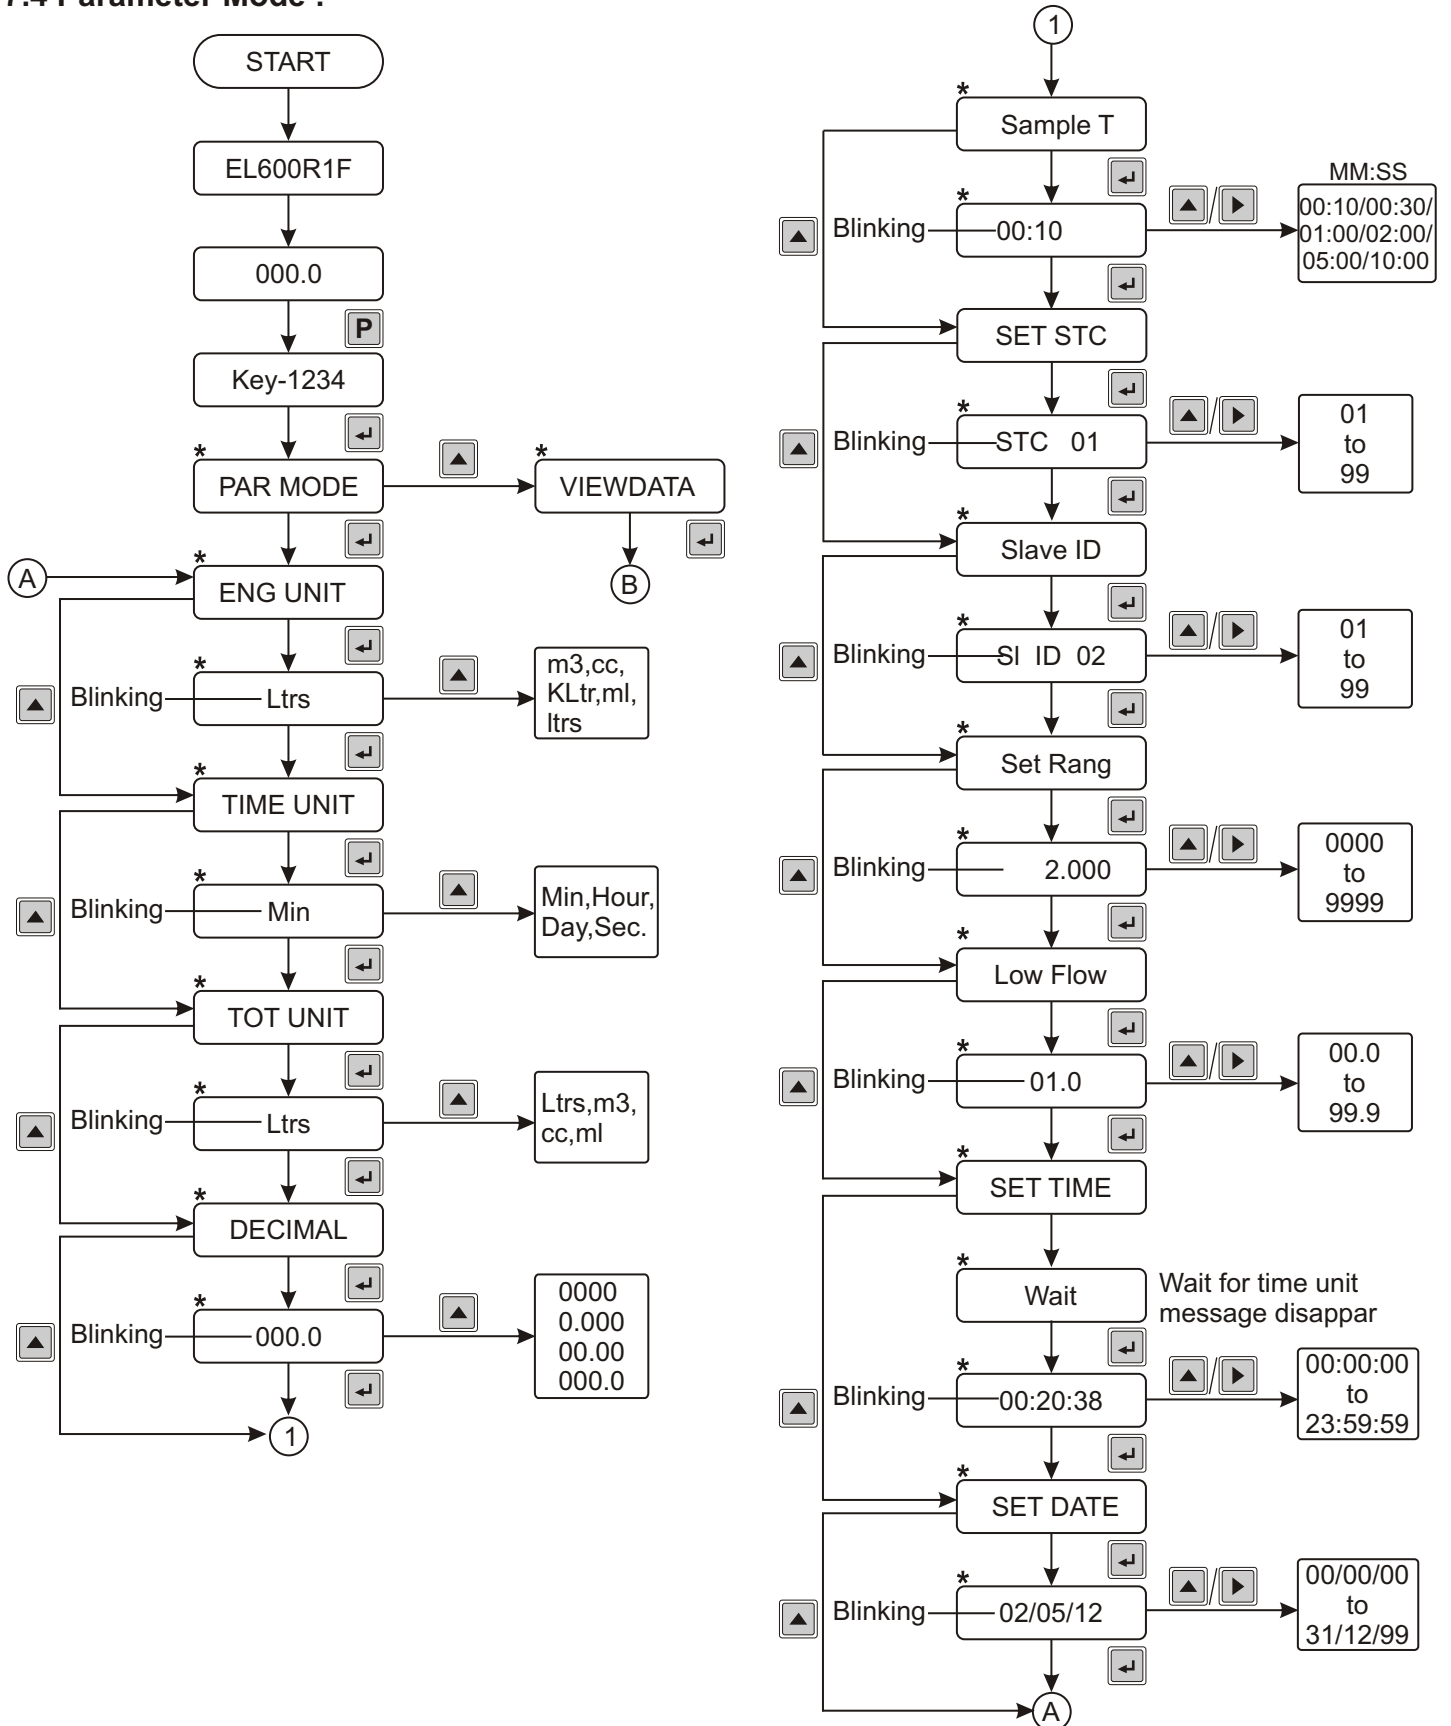 7.4 Parameter Mode :
START
EL600R1F
000.0
P
Key-1234
*
PAR MODE
*
VIEWDATA
B
A
*
ENG UNIT
*
Blinking
Ltrs
m3,cc,
KLtr,ml,
ltrs
*
TIME UNIT
*
Blinking
Min
Min,Hour,
Day,Sec.
*
TOT UNIT
*
Blinking
Ltrs
Ltrs,m3,
cc,ml
*
DECIMAL
*
Blinking
000.0
0000
0.000
00.00
000.0
1
1
*
Sample T
*
Blinking
00:10
/
MM:SS
00:10/00:30/
01:00/02:00/
05:00/10:00
SET STC
*
Blinking
STC 01
/
01
to
99
*
Slave ID
*
Blinking
Sl ID 02
/
01
to
99
*
Set Rang
*
Blinking
2.000
/
0000
to
9999
*
Low Flow
*
Blinking
01.0
/
00.0
to
99.9
*
SET TIME
*
Wait
Wait for time unit
message disappar
*
Blinking
00:20:38
/
00:00:00
to
23:59:59
*
SET DATE
*
Blinking
02/05/12
/
00/00/00
to
31/12/99
A